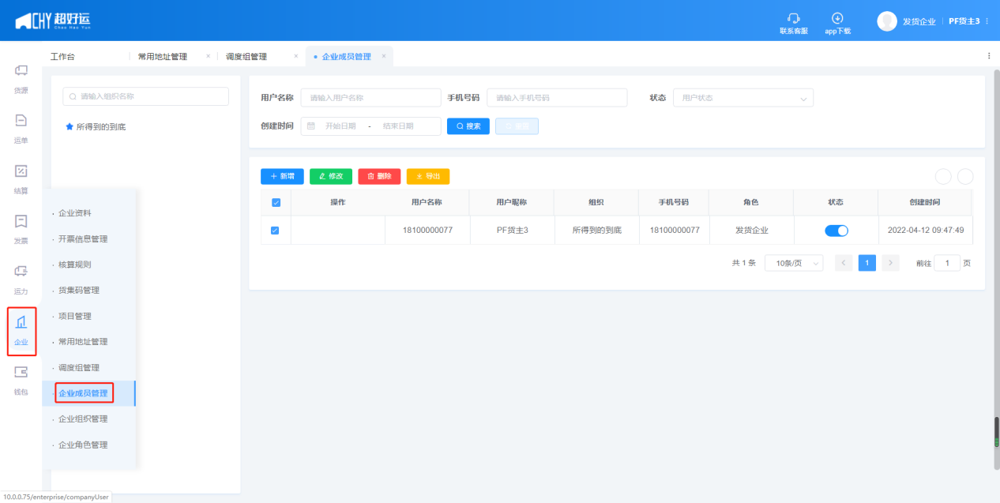 CHY 超好运
Chao Hao Yun
联系客服
app下载
发货企业
PF货主3
工作台
常用地址管理 ×
调度组管理 ×
企业成员管理 ×
货源
运单
结算
发票
运力
企业
钱包
请输入组织名称
所得到的到底
· 企业资料
· 开票信息管理
· 核算规则
· 货集码管理
· 项目管理
· 常用地址管理
· 调度组管理
· 企业成员管理
· 企业组织管理
· 企业角色管理
用户名称 请输入用户名称 手机号码 请输入手机号码 状态 用户状态
创建时间 开始日期 - 结束日期 搜索 重置
新增 修改 删除 导出
操作 用户名称 用户昵称 组织 手机号码 角色 状态 创建时间
18100000077 PF货主3 所得到的到底 18100000077 发货企业 2022-04-12 09:47:49
共 1 条 10条/页 < 1 > 前往 1 页
10.0.0.75/enterprise/companyUser